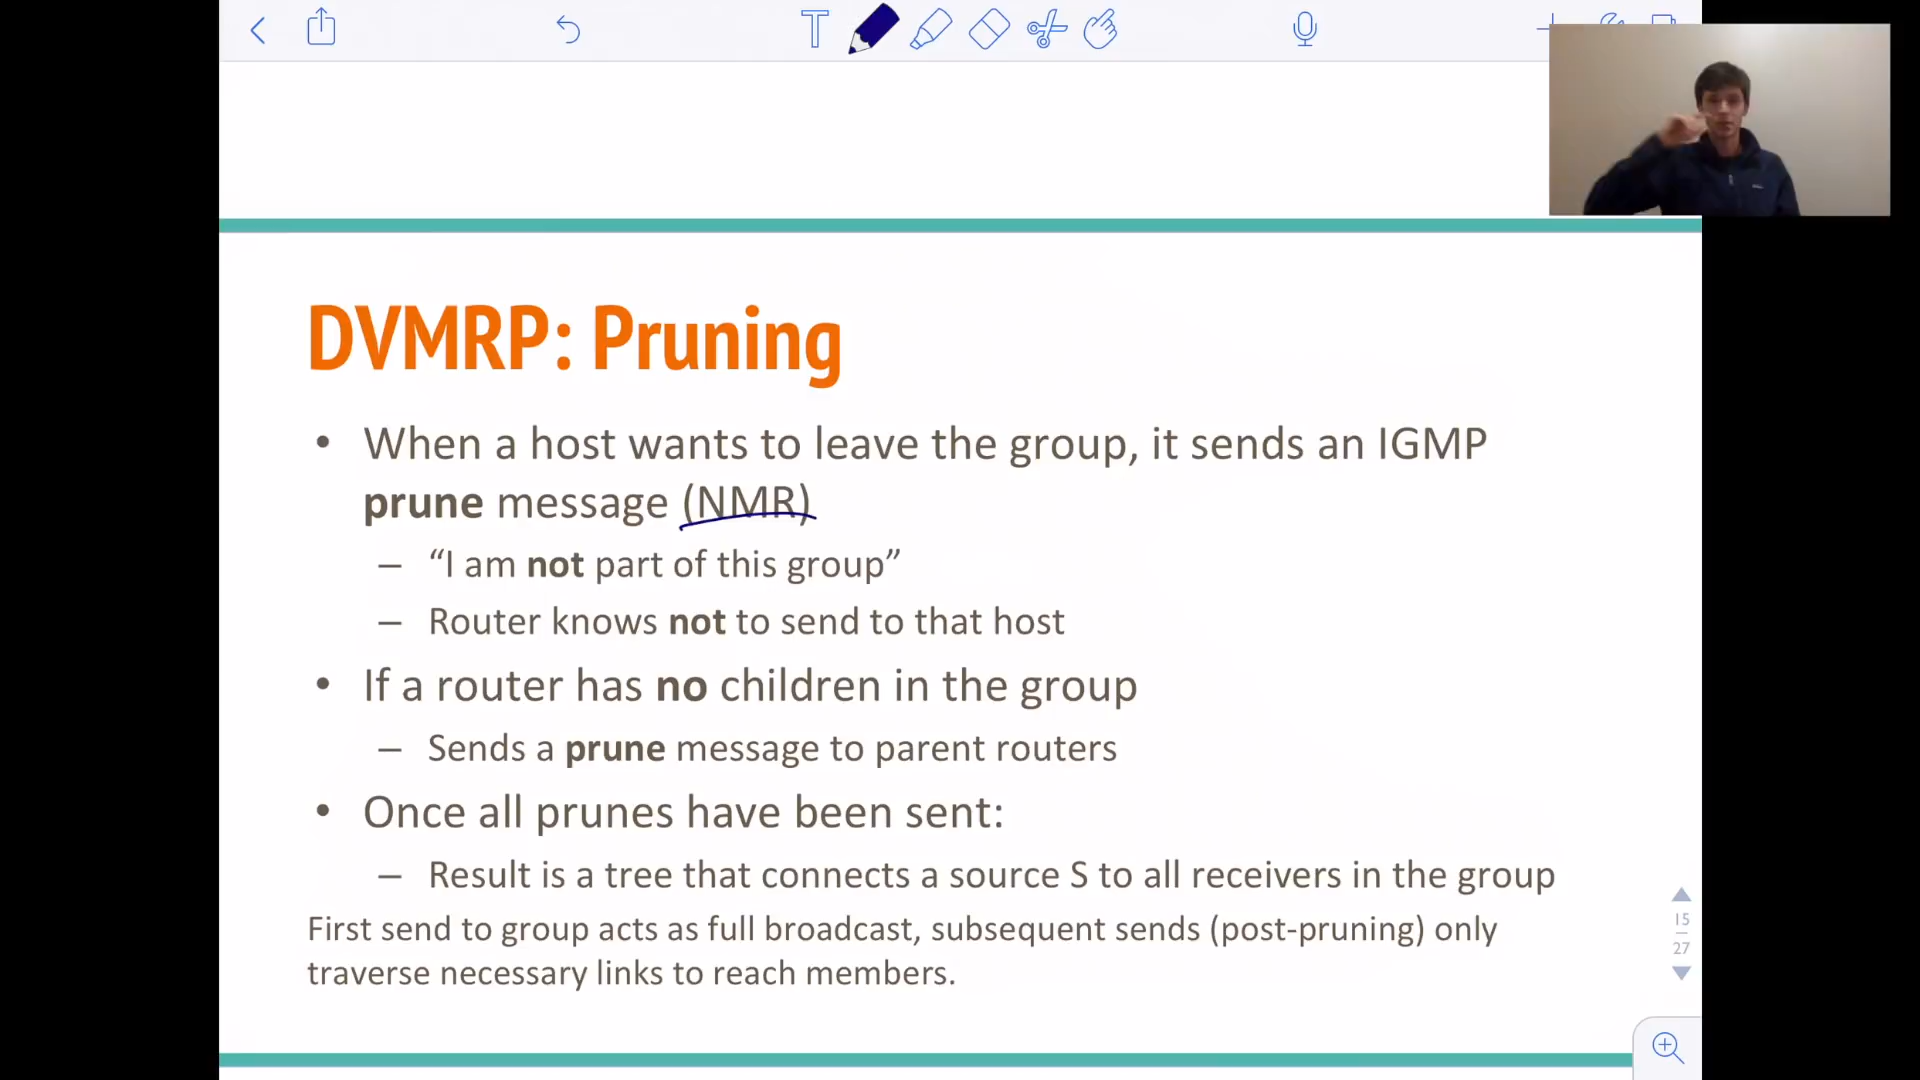 DVMRP: Pruning
• When a host wants to leave the group, it sends an IGMP
prune message (NMR)
– “I am not part of this group”
– Router knows not to send to that host
• If a router has no children in the group
– Sends a prune message to parent routers
• Once all prunes have been sent:
– Result is a tree that connects a source S to all receivers in the group
First send to group acts as full broadcast, subsequent sends (post-pruning) only
traverse necessary links to reach members.
15
27